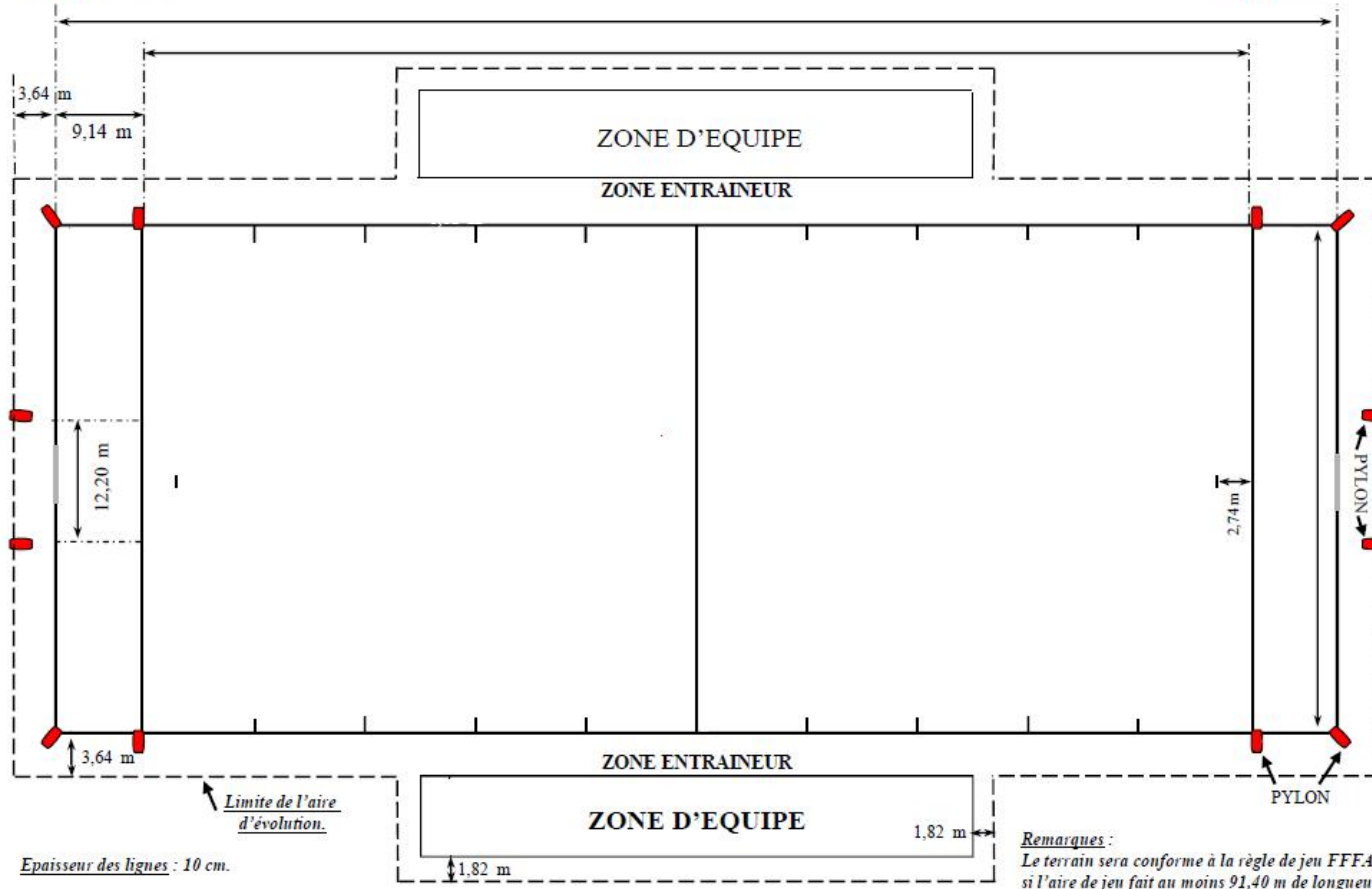 3,64 m
9,14 m
ZONE D'EQUIPE
ZONE ENTRAINEUR
12,20 m
2,74 m
PYLON
3,64 m
ZONE ENTRAINEUR
PYLON
Limite de l'aire
d'évolution.
ZONE D'EQUIPE
1,82 m
Remarques :
Epaisseur des lignes : 10 cm.
1,82 m
Le terrain sera conforme à la règle de jeu FFFA
si l'aire de jeu fait au moins 91,40 m de longueu